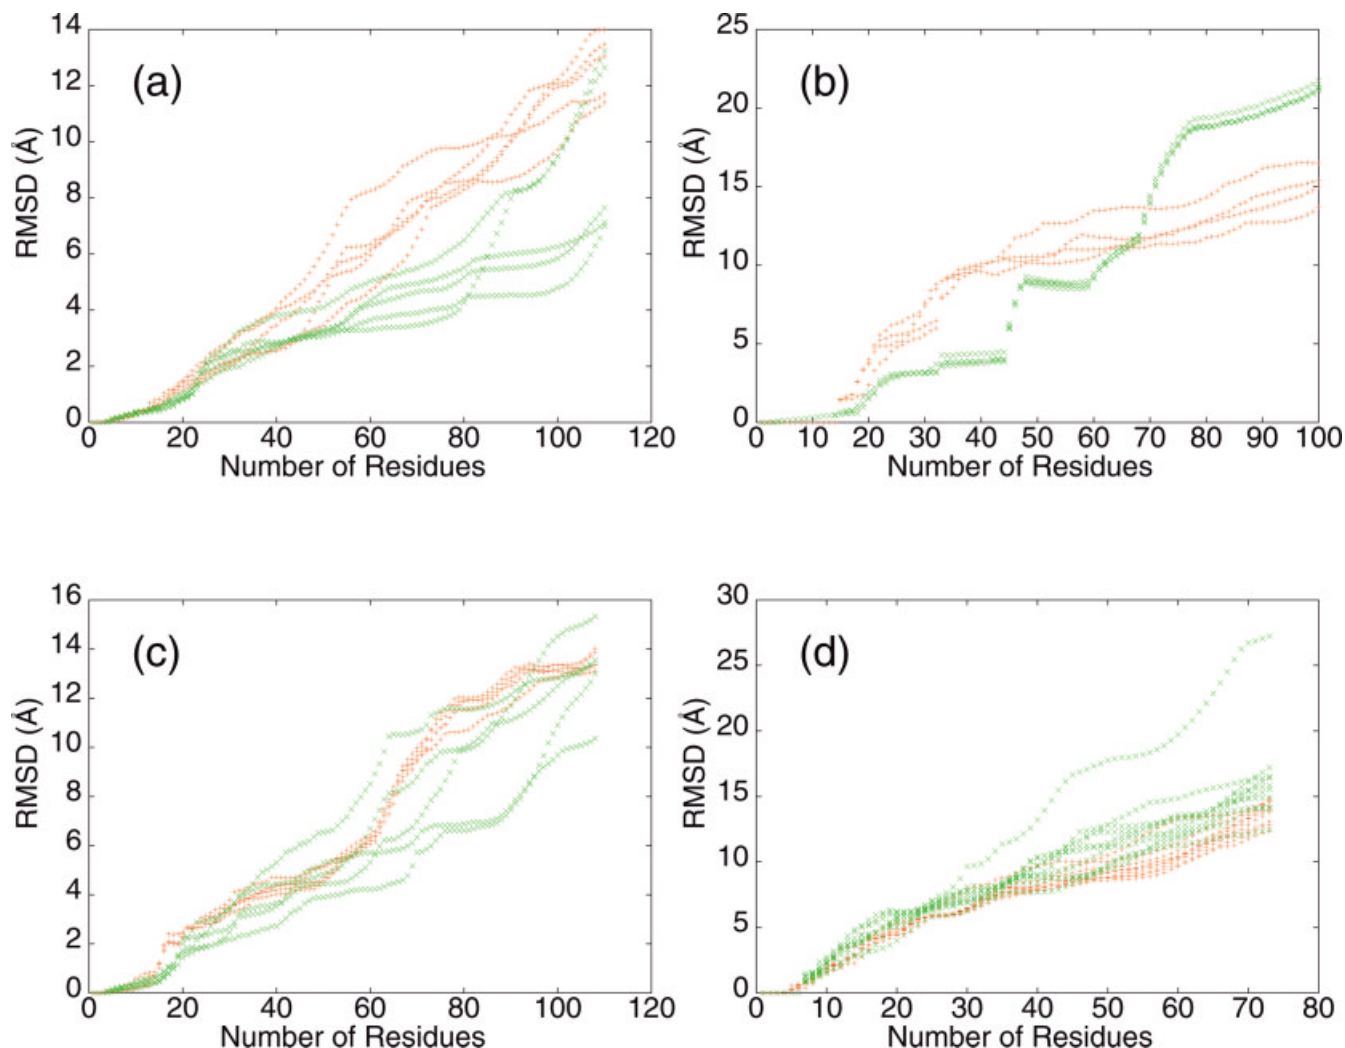 14
12
10
8
6
4
2
0
RMSD (Å)
(a)
0 20 40 60 80 100 120
Number of Residues
25
20
15
10
5
0
RMSD (Å)
(b)
0 10 20 30 40 50 60 70 80 90 100
Number of Residues
16
14
12
10
8
6
4
2
0
RMSD (Å)
(c)
0 20 40 60 80 100 120
Number of Residues
30
25
20
15
10
5
0
RMSD (Å)
(d)
0 10 20 30 40 50 60 70 80
Number of Residues